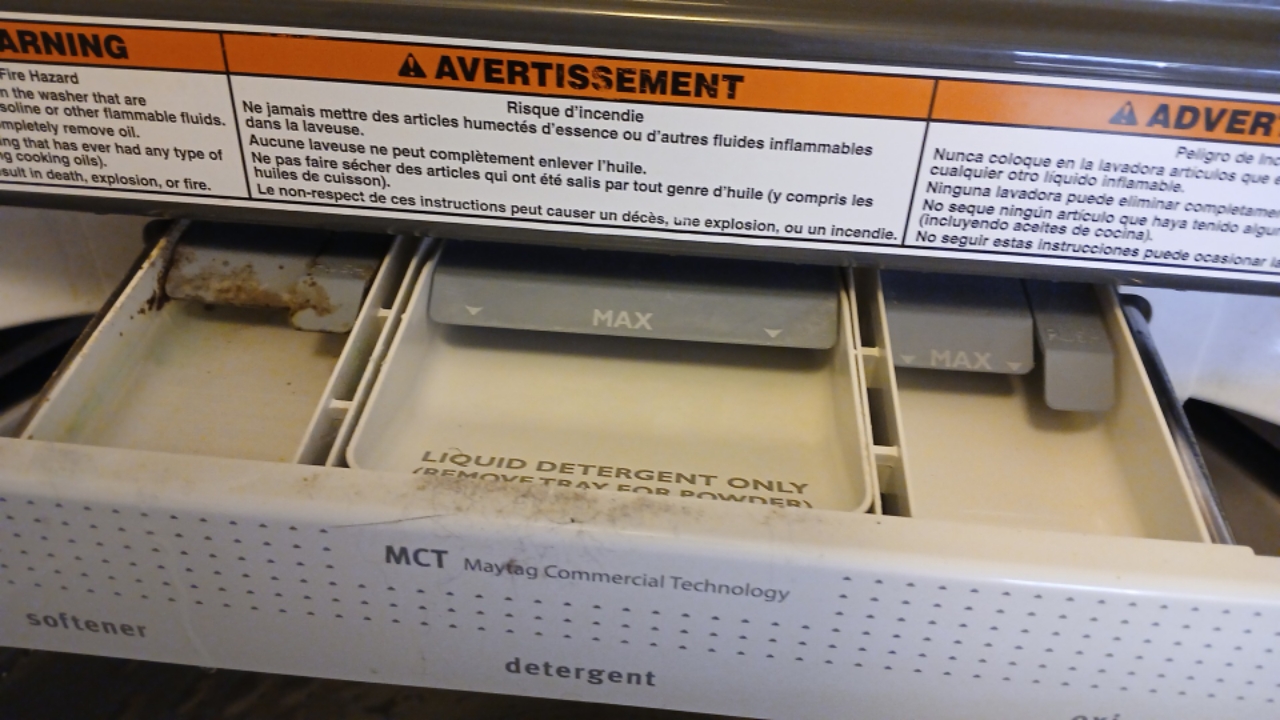 ARNING
Fire Hazard
n the washer that are
soline or other flammable fluids.
mpletely remove oil.
ing that has ever had any type of
g cooking oils).
sult in death, explosion, or fire.
AVERTISSEMENT
Risque d'incendie
Ne jamais mettre des articles humectés d'essence ou d'autres fluides inflammables
dans la laveuse.
Aucune laveuse ne peut complètement enlever l'huile.
Ne pas faire sécher des articles qui ont été salis par tout genre d'huile (y compris les
huiles de cuisson).
Le non-respect de ces instructions peut causer un décès, une explosion, ou un incendie.
ADVER
Peligro de Inc
Nunca coloque en la lavadora artículos que e
cualquier otro líquido inflamable.
Ninguna lavadora puede eliminar completame
No seque ningún artículo que haya tenido algun
(incluyendo aceites de cocina).
No seguir estas instrucciones puede ocasionar la
MAX
MAX
LIQUID DETERGENT ONLY
(REMOVE TRAY FOR POWDER)
MCT Maytag Commercial Technology
softener
detergent